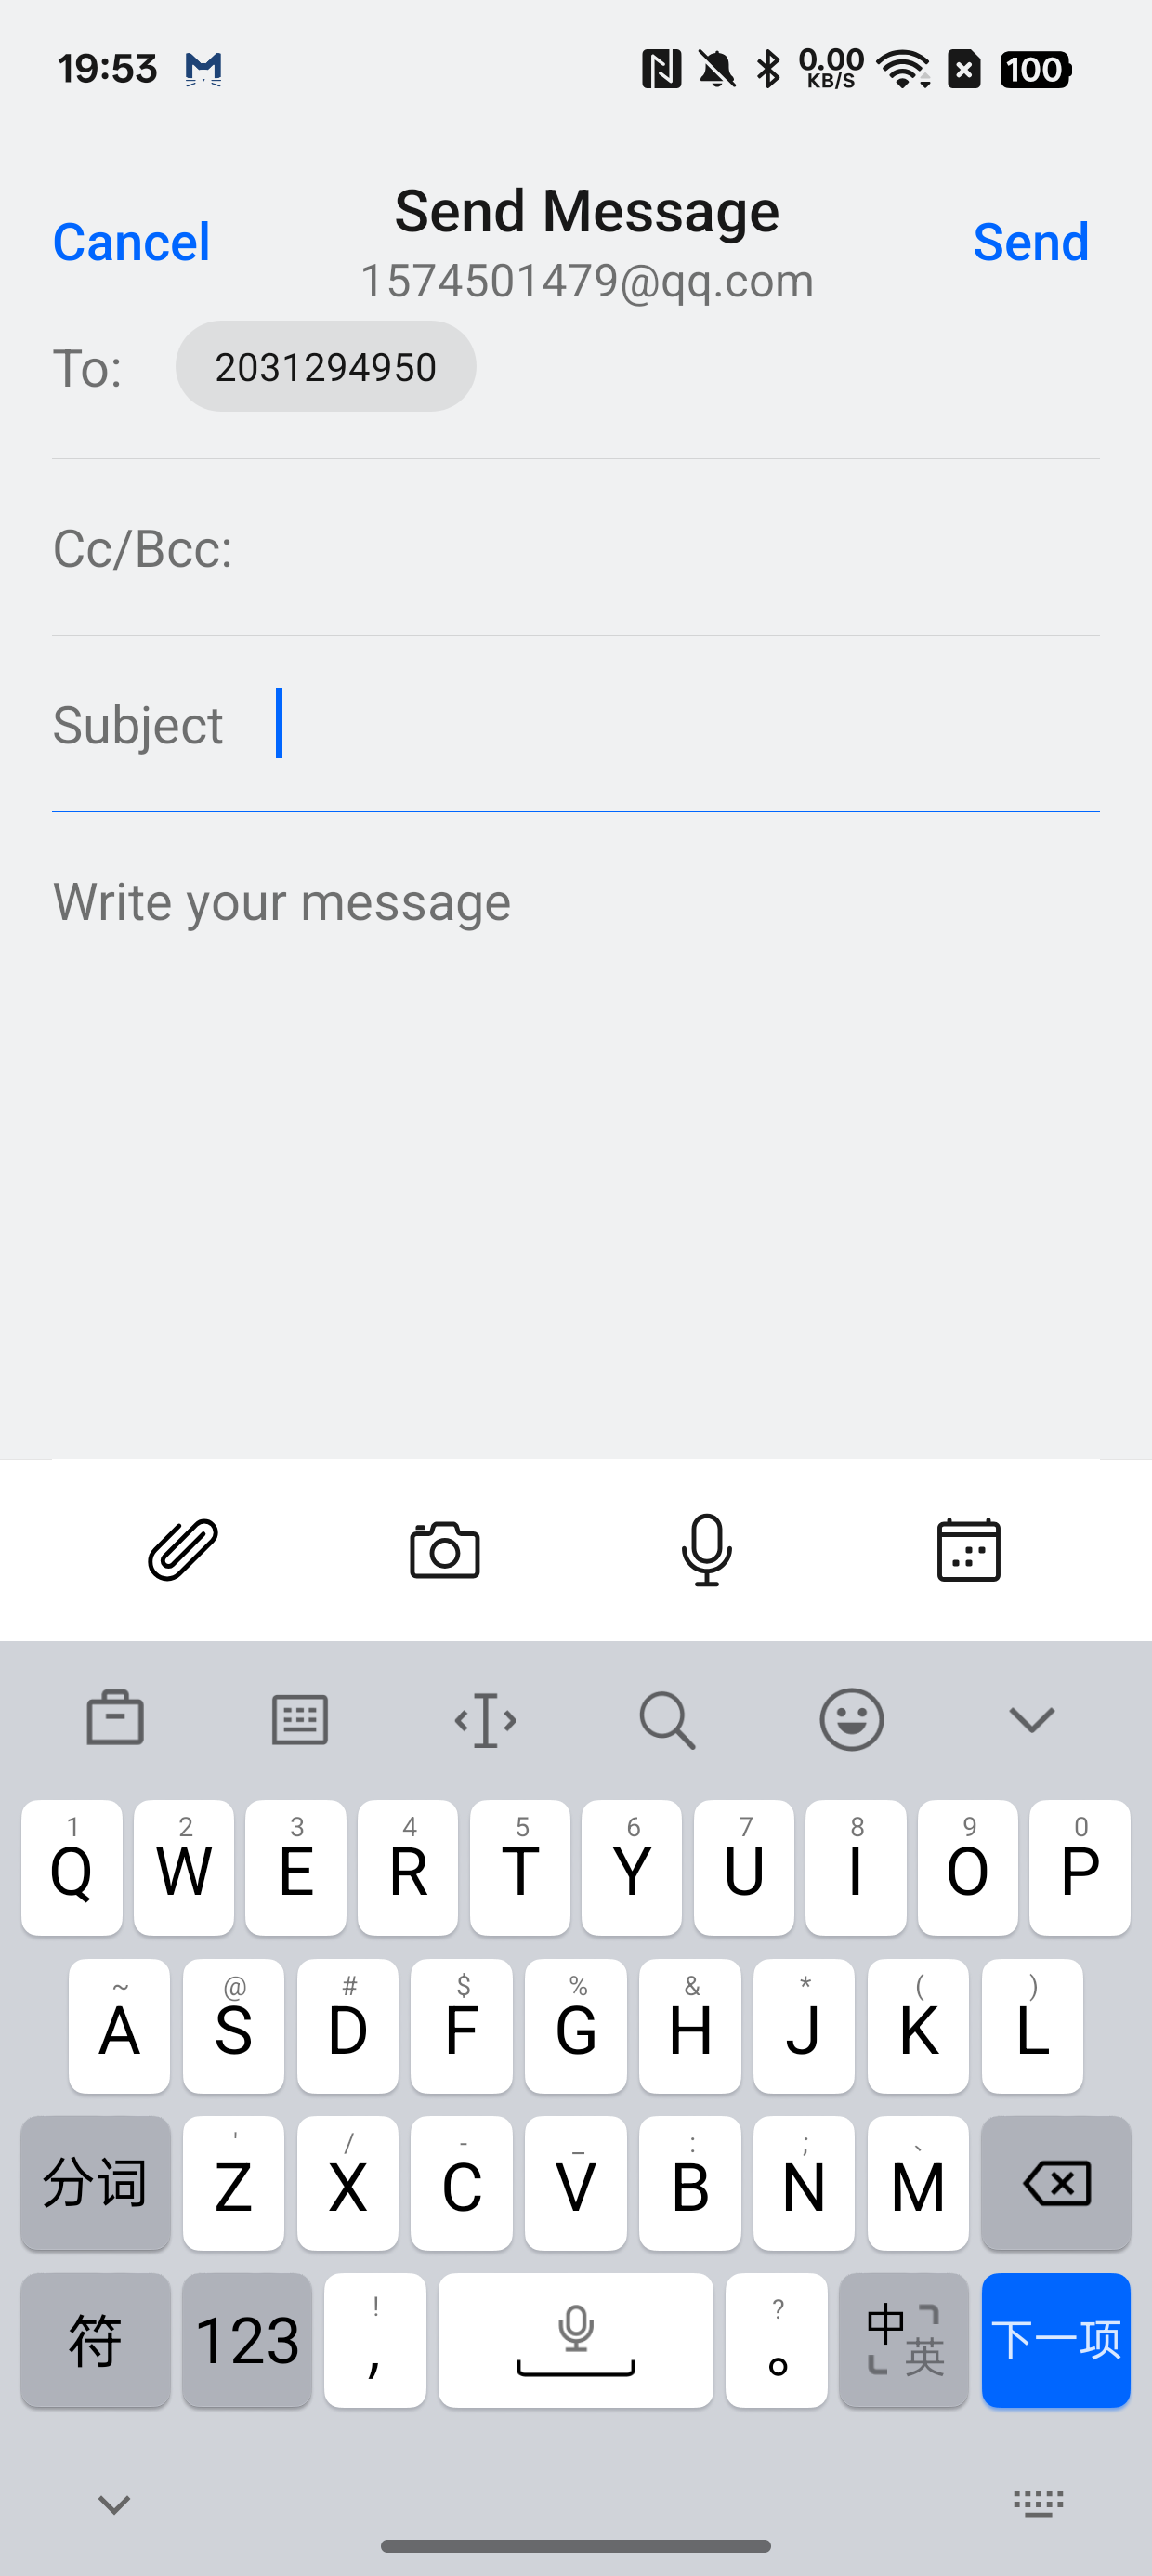 19:53 0.00 KB/S 100
Send Message
Cancel Send
1574501479@qq.com
To: 2031294950
Cc/Bcc:
Subject
Write your message
1 2 3 4 5 6 7 8 9 0
Q W E R T Y U I O P
~ @ # $ % & * ( )
A S D F G H J K L
' / - _ : ; 、
分词 Z X C V B N M
! ?
符 123 , 。 中 英 下一项